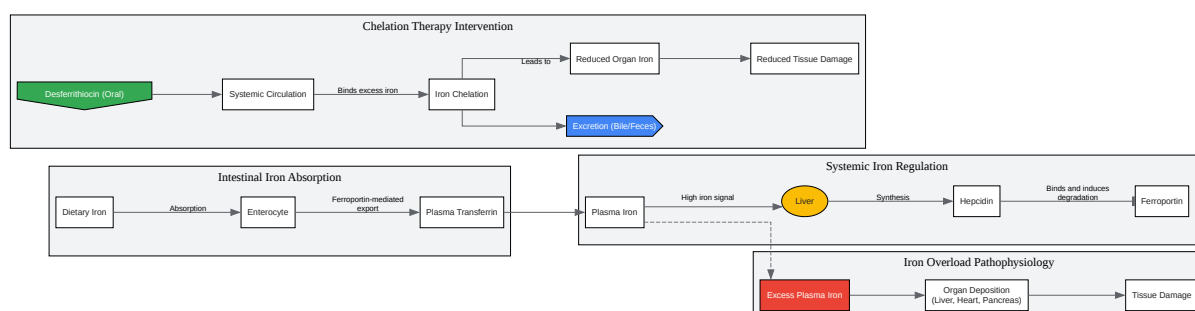 Chelation Therapy Intervention
Desferrithiocin (Oral)
Systemic Circulation
Binds excess iron
Iron Chelation
Leads to
Reduced Organ Iron
Reduced Tissue Damage
Excretion (Bile/Feces)
Intestinal Iron Absorption
Dietary Iron
Absorption
Enterocyte
Ferroportin-mediated
export
Plasma Transferrin
Systemic Iron Regulation
Plasma Iron
High iron signal
Liver
Synthesis
Hepcidin
Binds and induces
degradation
Ferroportin
Iron Overload Pathophysiology
Excess Plasma Iron
Organ Deposition
(Liver, Heart, Pancreas)
Tissue Damage